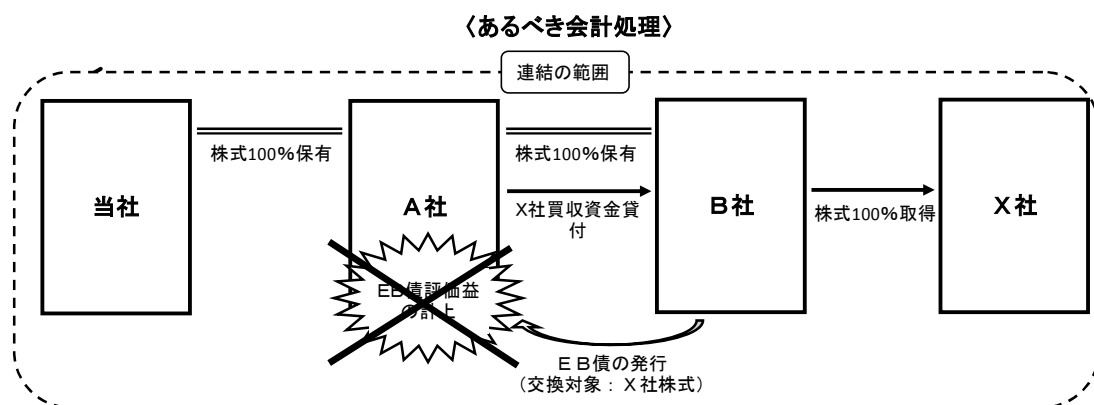 〈あるべき会計処理〉
連結の範囲
当社
株式100%保有
A社
株式100%保有
X社買収資金貸
付
B社
株式100%取得
X社
EB債評価益
の計上
EB債の発行
(交換対象：X社株式)